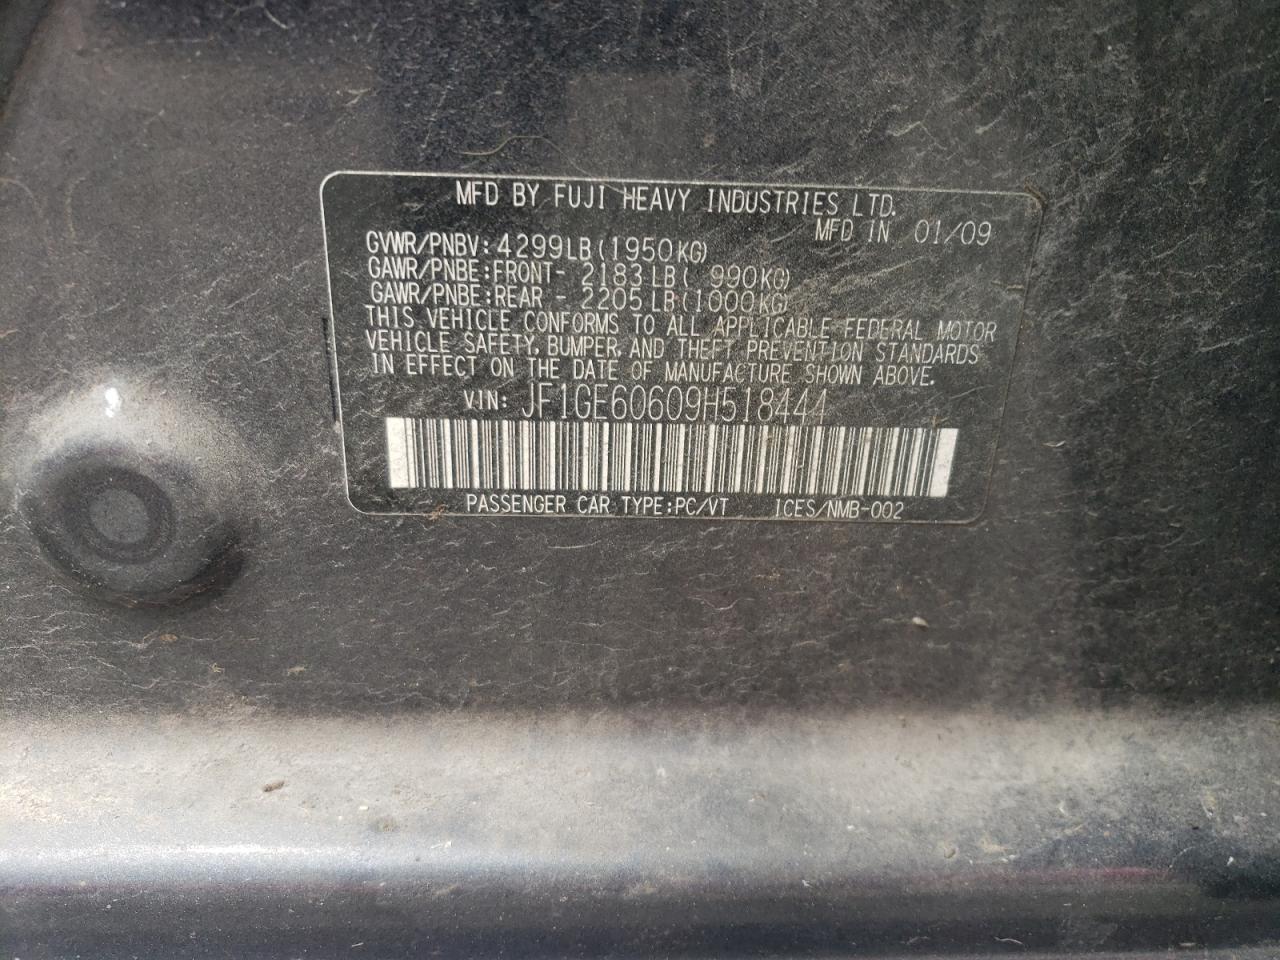 MFD BY FUJI HEAVY INDUSTRIES LTD.
MFD IN 01/09
GVWR/PNBV:4299LB(1950KG)
GAWR/PNBE:FRONT- 2183LB( 990KG)
GAWR/PNBE:REAR - 2205LB(1000KG)
THIS VEHICLE CONFORMS TO ALL APPLICABLE FEDERAL MOTOR
VEHICLE SAFETY, BUMPER, AND THEFT PREVENTION STANDARDS
IN EFFECT ON THE DATE OF MANUFACTURE SHOWN ABOVE.
VIN: JF1GE60609H518444
PASSENGER CAR TYPE:PC/VT ICES/NMB-002